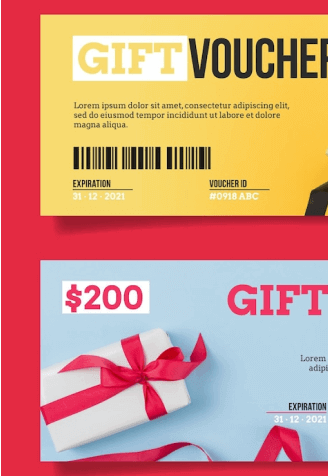 GIFT VOUCHER
Lorem ipsum dolor sit amet, consectetur adipiscing elit,
sed do eiusmod tempor incididunt ut labore et dolore
magna aliqua.
EXPIRATION VOUCHER ID
31 - 12 - 2021 #0918 ABC
$200 GIFT
Lorem
adipi
EXPIRATION
31 - 12 - 2021